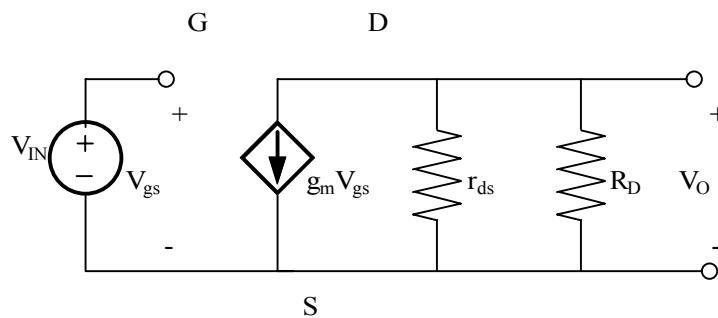 G D
+ +
V_IN + − V_gs g_mV_gs r_ds R_D V_O
- −
S